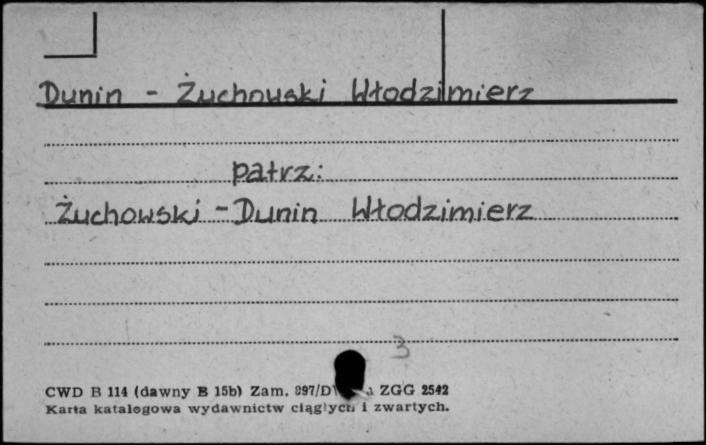 Dunin - Żuchowski Włodzimierz
patrz:
Żuchowski - Dunin Włodzimierz
3
CWD B 114 (dawny B 15b) Zam. 897/D ZGG 2542
Karta katalogowa wydawnictw ciągłych i zwartych.